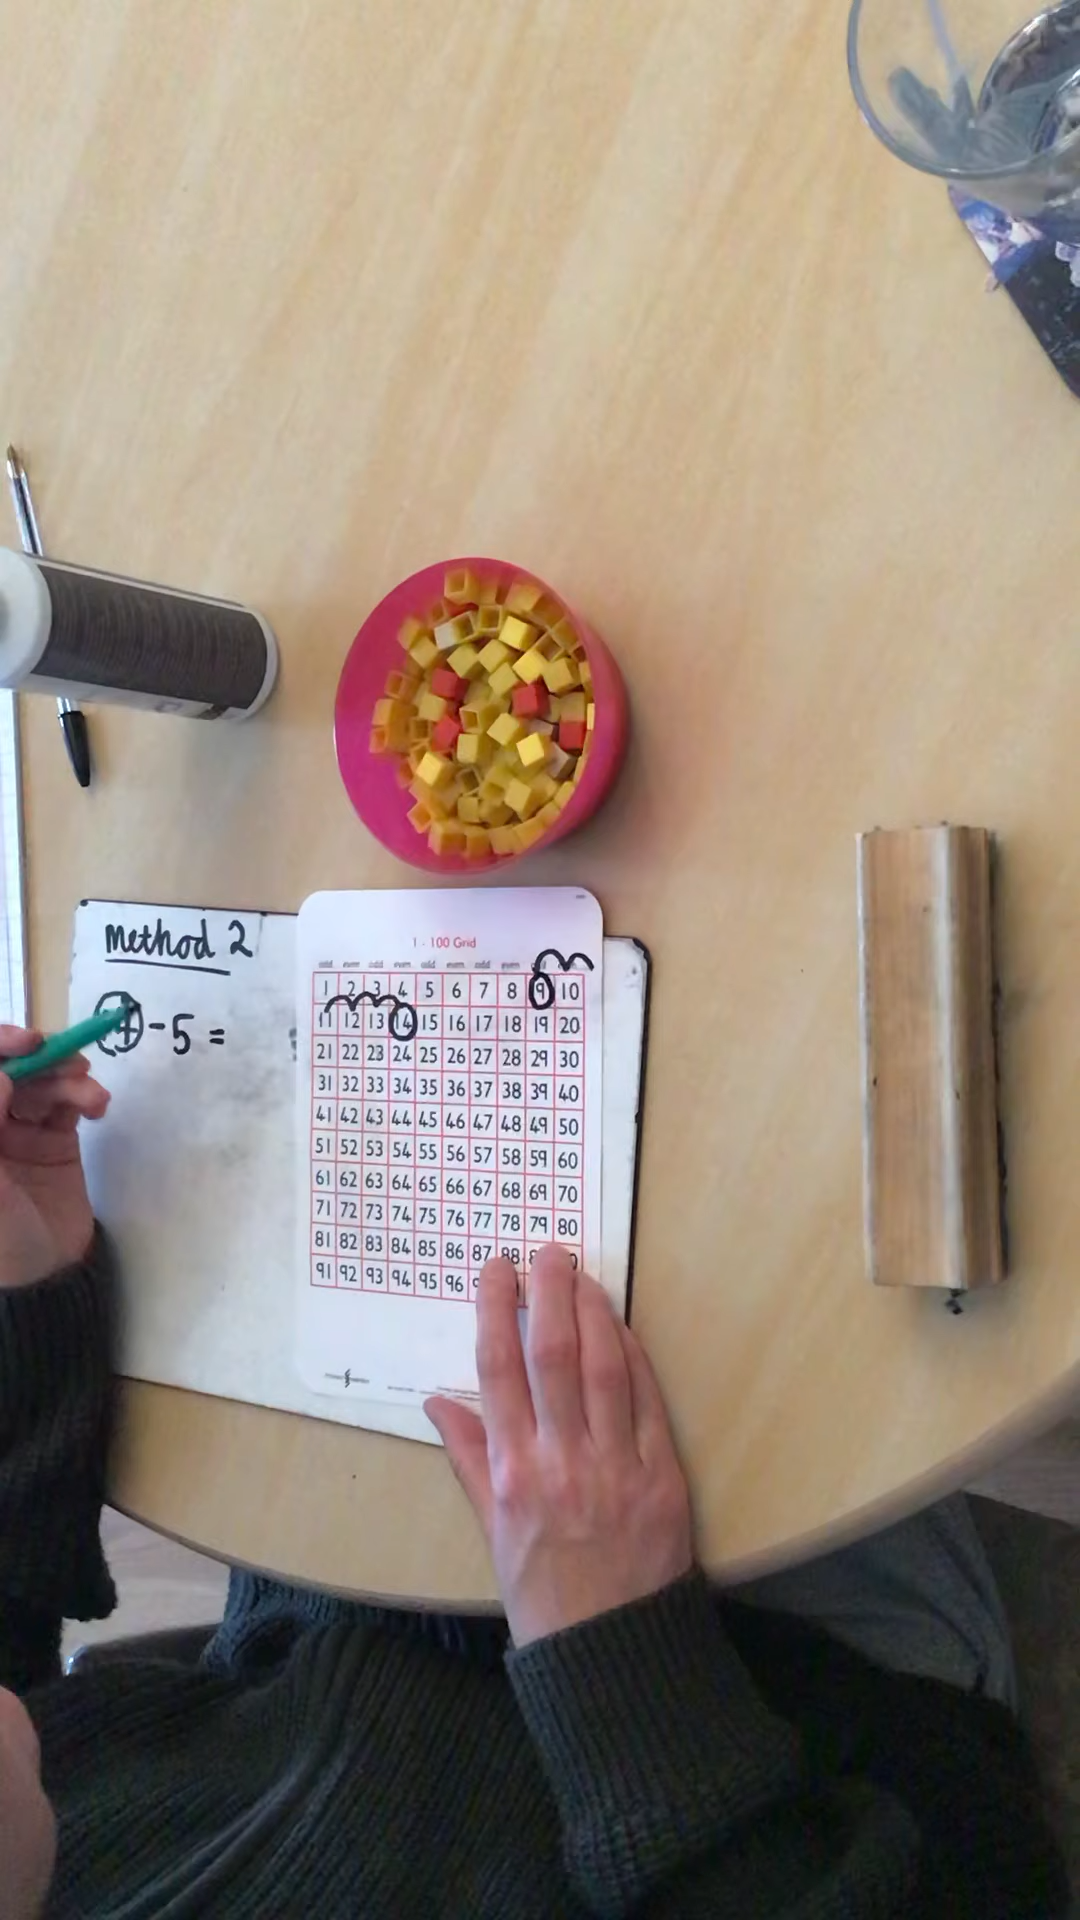 Method 2
-5 =
1 - 100 Grid
odd even odd even odd even odd even
1 2 3 4 5 6 7 8 9 10
11 12 13 14 15 16 17 18 19 20
21 22 23 24 25 26 27 28 29 30
31 32 33 34 35 36 37 38 39 40
41 42 43 44 45 46 47 48 49 50
51 52 53 54 55 56 57 58 59 60
61 62 63 64 65 66 67 68 69 70
71 72 73 74 75 76 77 78 79 80
81 82 83 84 85 86 87 88
91 92 93 94 95 96